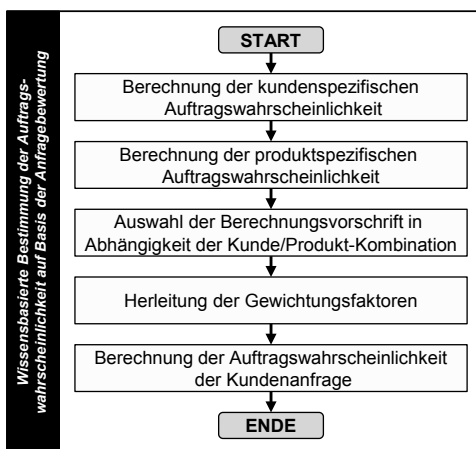 Wissensbasierte Bestimmung der Auftrags-
wahrscheinlichkeit auf Basis der Anfragebewertung
START
Berechnung der kundenspezifischen
Auftragswahrscheinlichkeit
Berechnung der produktspezifischen
Auftragswahrscheinlichkeit
Auswahl der Berechnungsvorschrift in
Abhängigkeit der Kunde/Produkt-Kombination
Herleitung der Gewichtungsfaktoren
Berechnung der Auftragswahrscheinlichkeit
der Kundenanfrage
ENDE